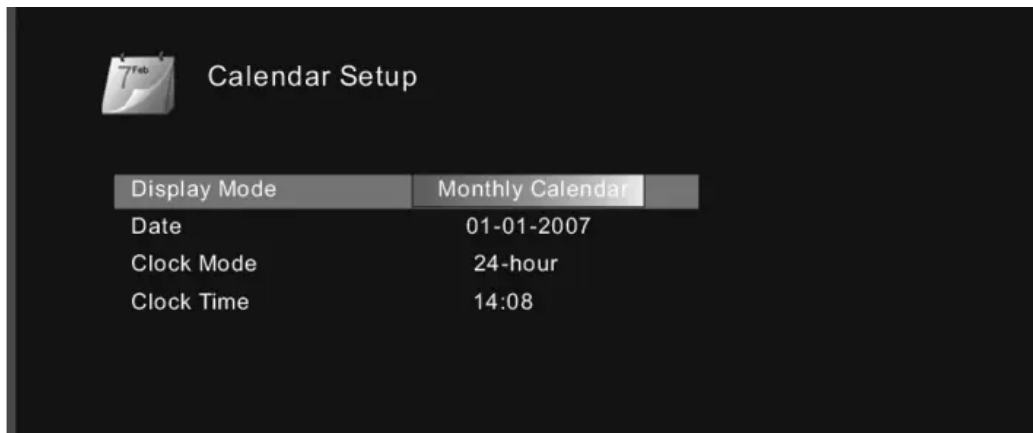 7 Feb
Calendar Setup
Display Mode Monthly Calendar
Date 01-01-2007
Clock Mode 24-hour
Clock Time 14:08